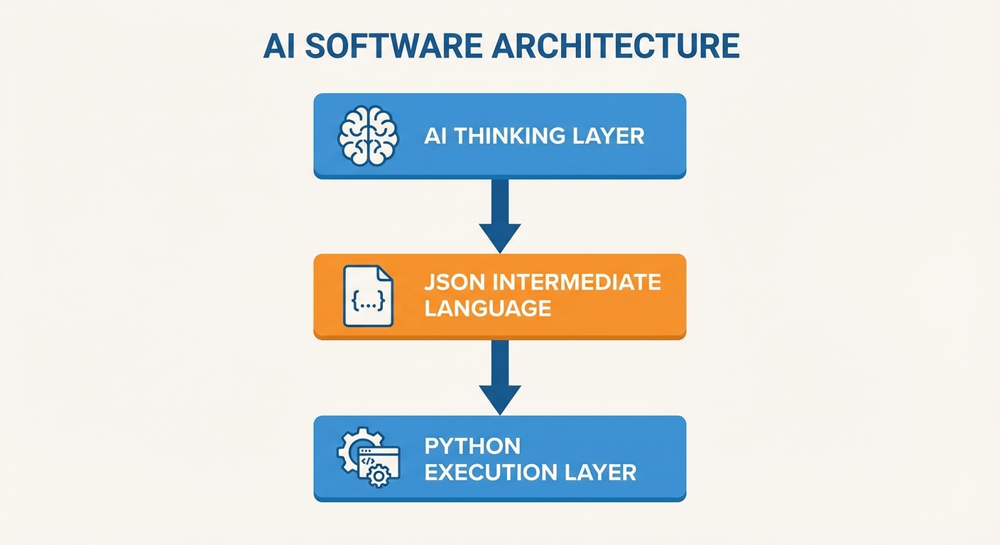 AI SOFTWARE ARCHITECTURE
AI THINKING LAYER
{...}
JSON INTERMEDIATE
LANGUAGE
</>
PYTHON
EXECUTION LAYER